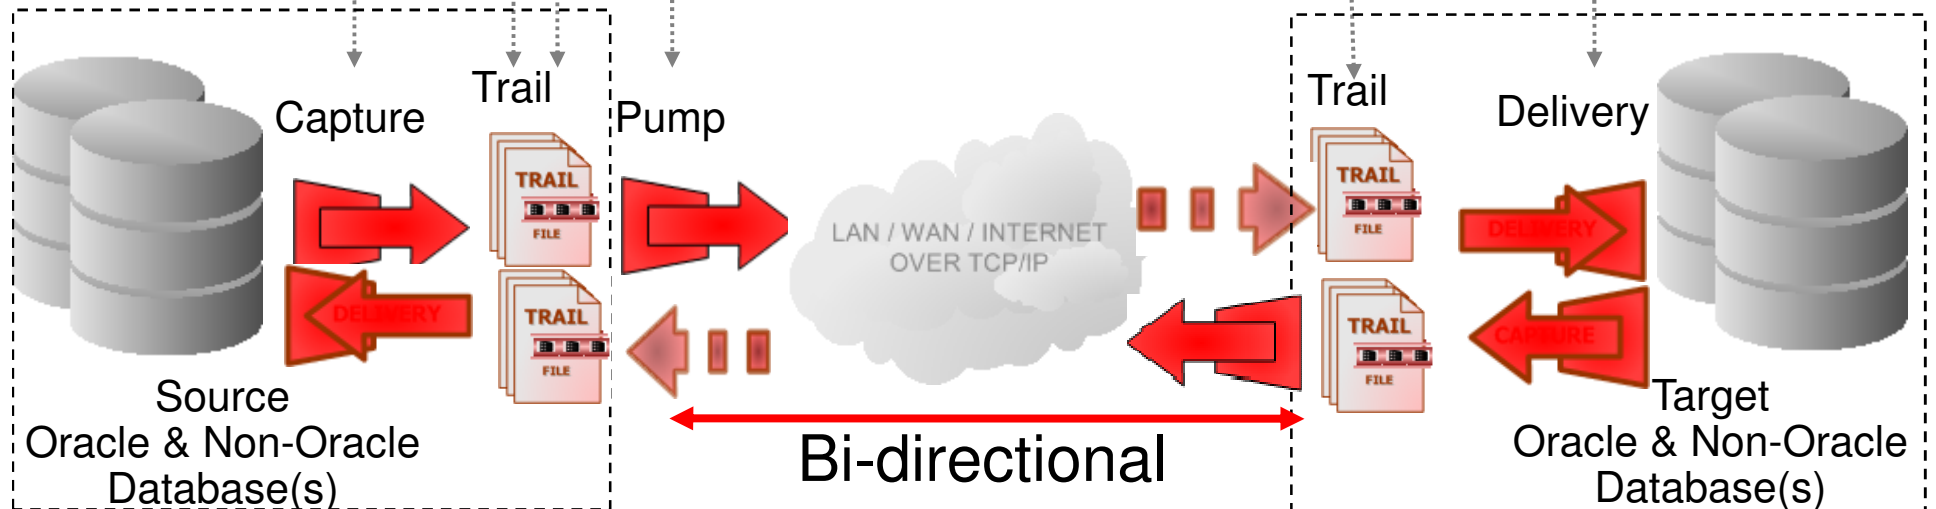 Capture
Trail
Pump
Trail
Delivery
TRAIL
FILE
LAN / WAN / INTERNET
OVER TCP/IP
TRAIL
FILE
DELIVERY
DELIVERY
TRAIL
FILE
TRAIL
FILE
CAPTURE
Source
Oracle & Non-Oracle
Database(s)
Bi-directional
Target
Oracle & Non-Oracle
Database(s)